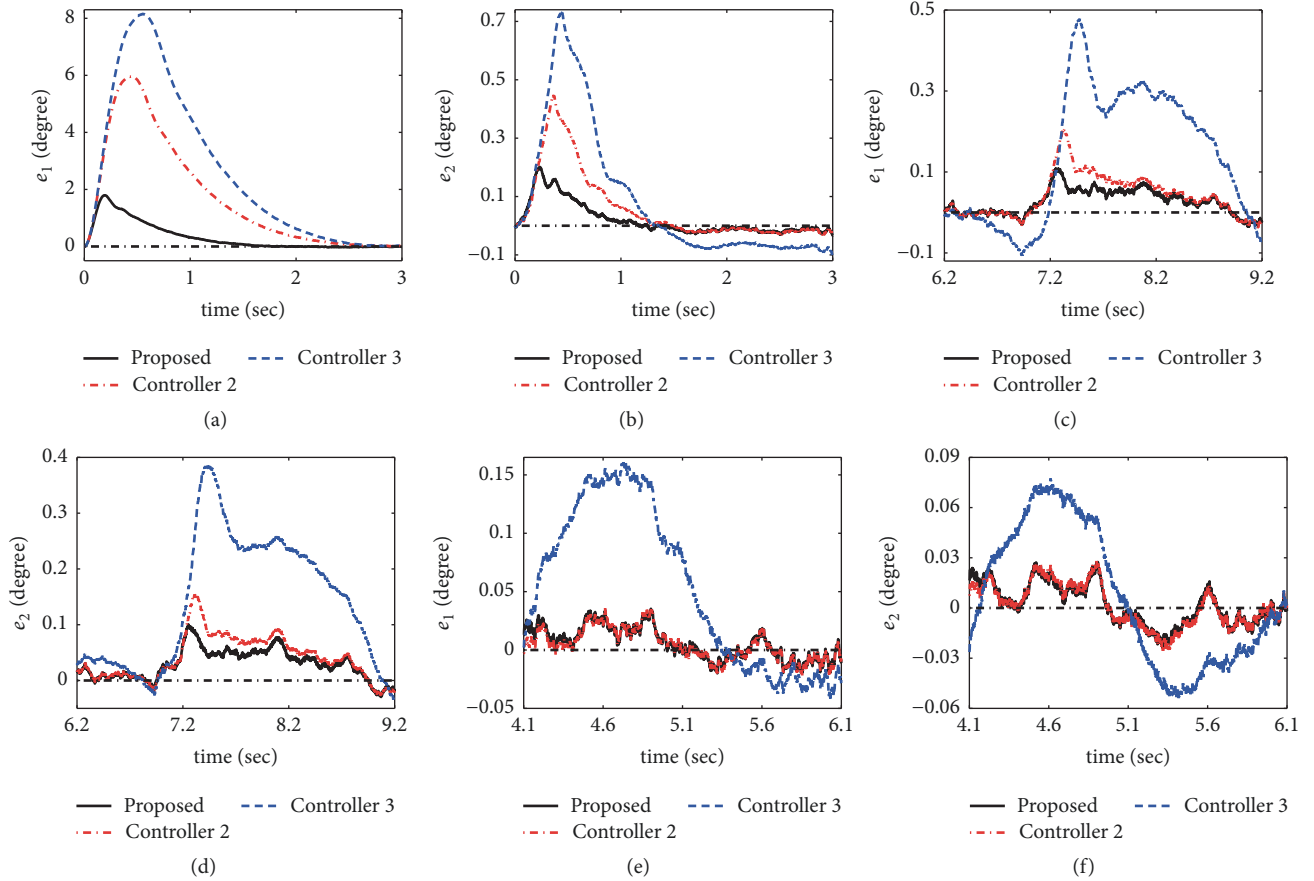 8
6
4
2
0
e₁ (degree)
0 1 2 3
time (sec)
Proposed Controller 3
Controller 2
(a)
0.7
0.5
0.3
0.1
−0.1
e₂ (degree)
0 1 2 3
time (sec)
Proposed Controller 3
Controller 2
(b)
0.5
0.3
0.1
−0.1
e₁ (degree)
6.2 7.2 8.2 9.2
time (sec)
Proposed Controller 3
Controller 2
(c)
0.4
0.3
0.2
0.1
0
e₂ (degree)
6.2 7.2 8.2 9.2
time (sec)
Proposed Controller 3
Controller 2
(d)
0.15
0.1
0.05
0
−0.05
e₁ (degree)
4.1 4.6 5.1 5.6 6.1
time (sec)
Proposed Controller 3
Controller 2
(e)
0.09
0.06
0.03
0
−0.03
−0.06
e₂ (degree)
4.1 4.6 5.1 5.6 6.1
time (sec)
Proposed Controller 3
Controller 2
(f)